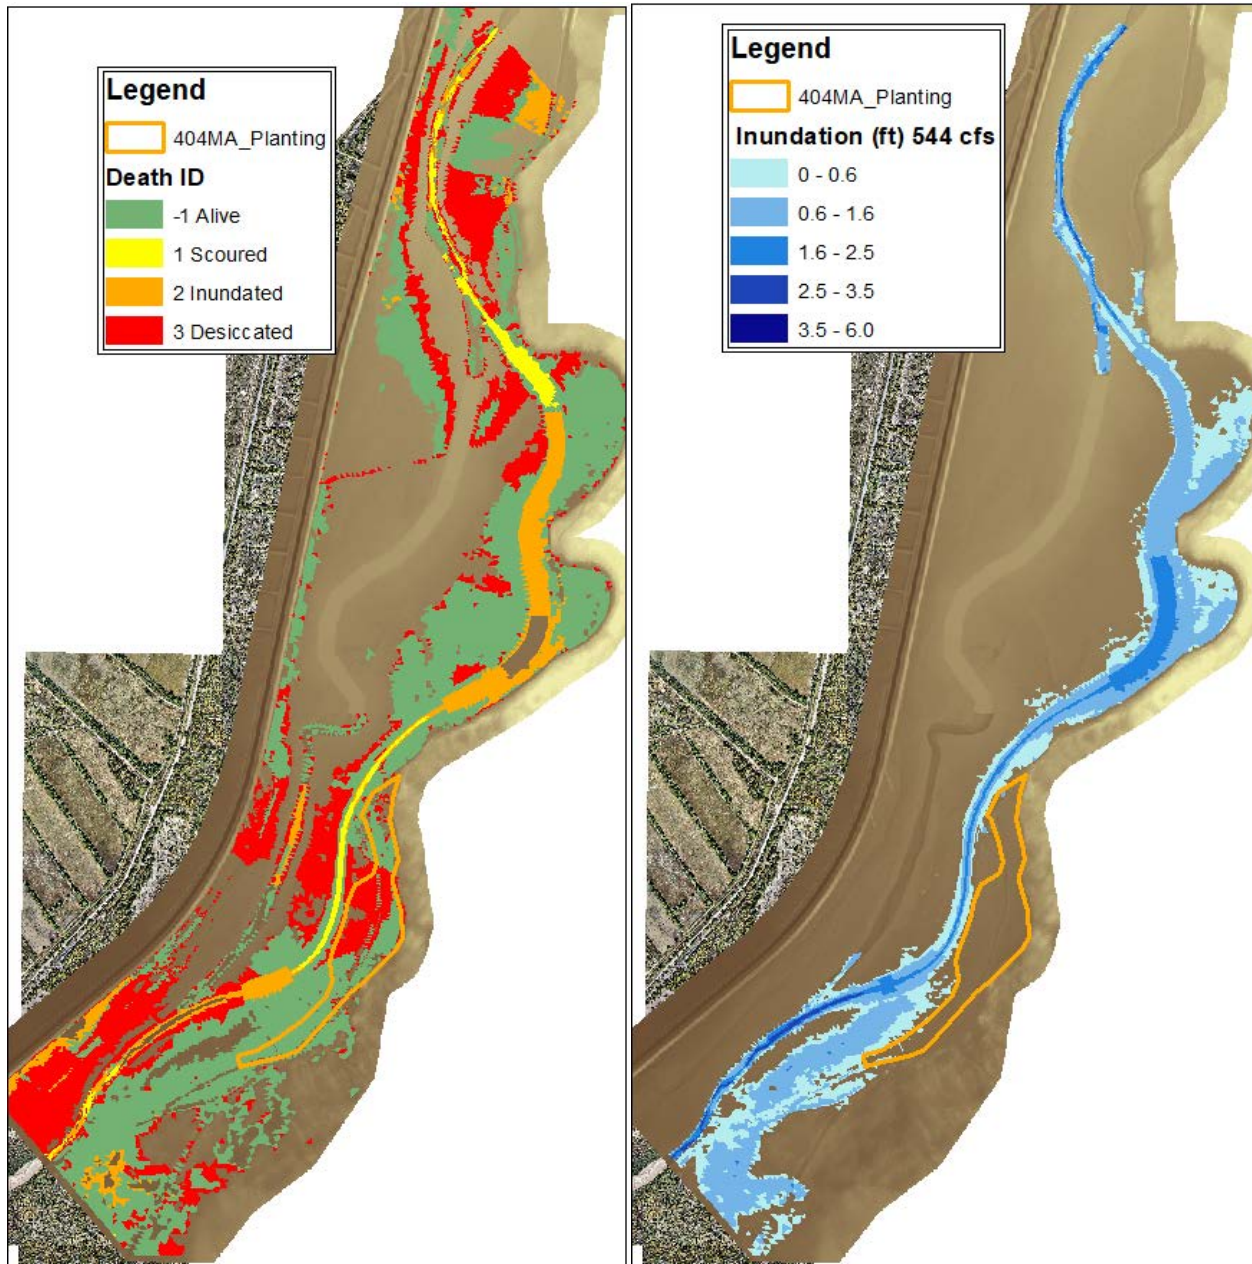 Legend
404MA_Planting
Death ID
-1 Alive
1 Scoured
2 Inundated
3 Desiccated
Legend
404MA_Planting
Inundation (ft) 544 cfs
0 - 0.6
0.6 - 1.6
1.6 - 2.5
2.5 - 3.5
3.5 - 6.0